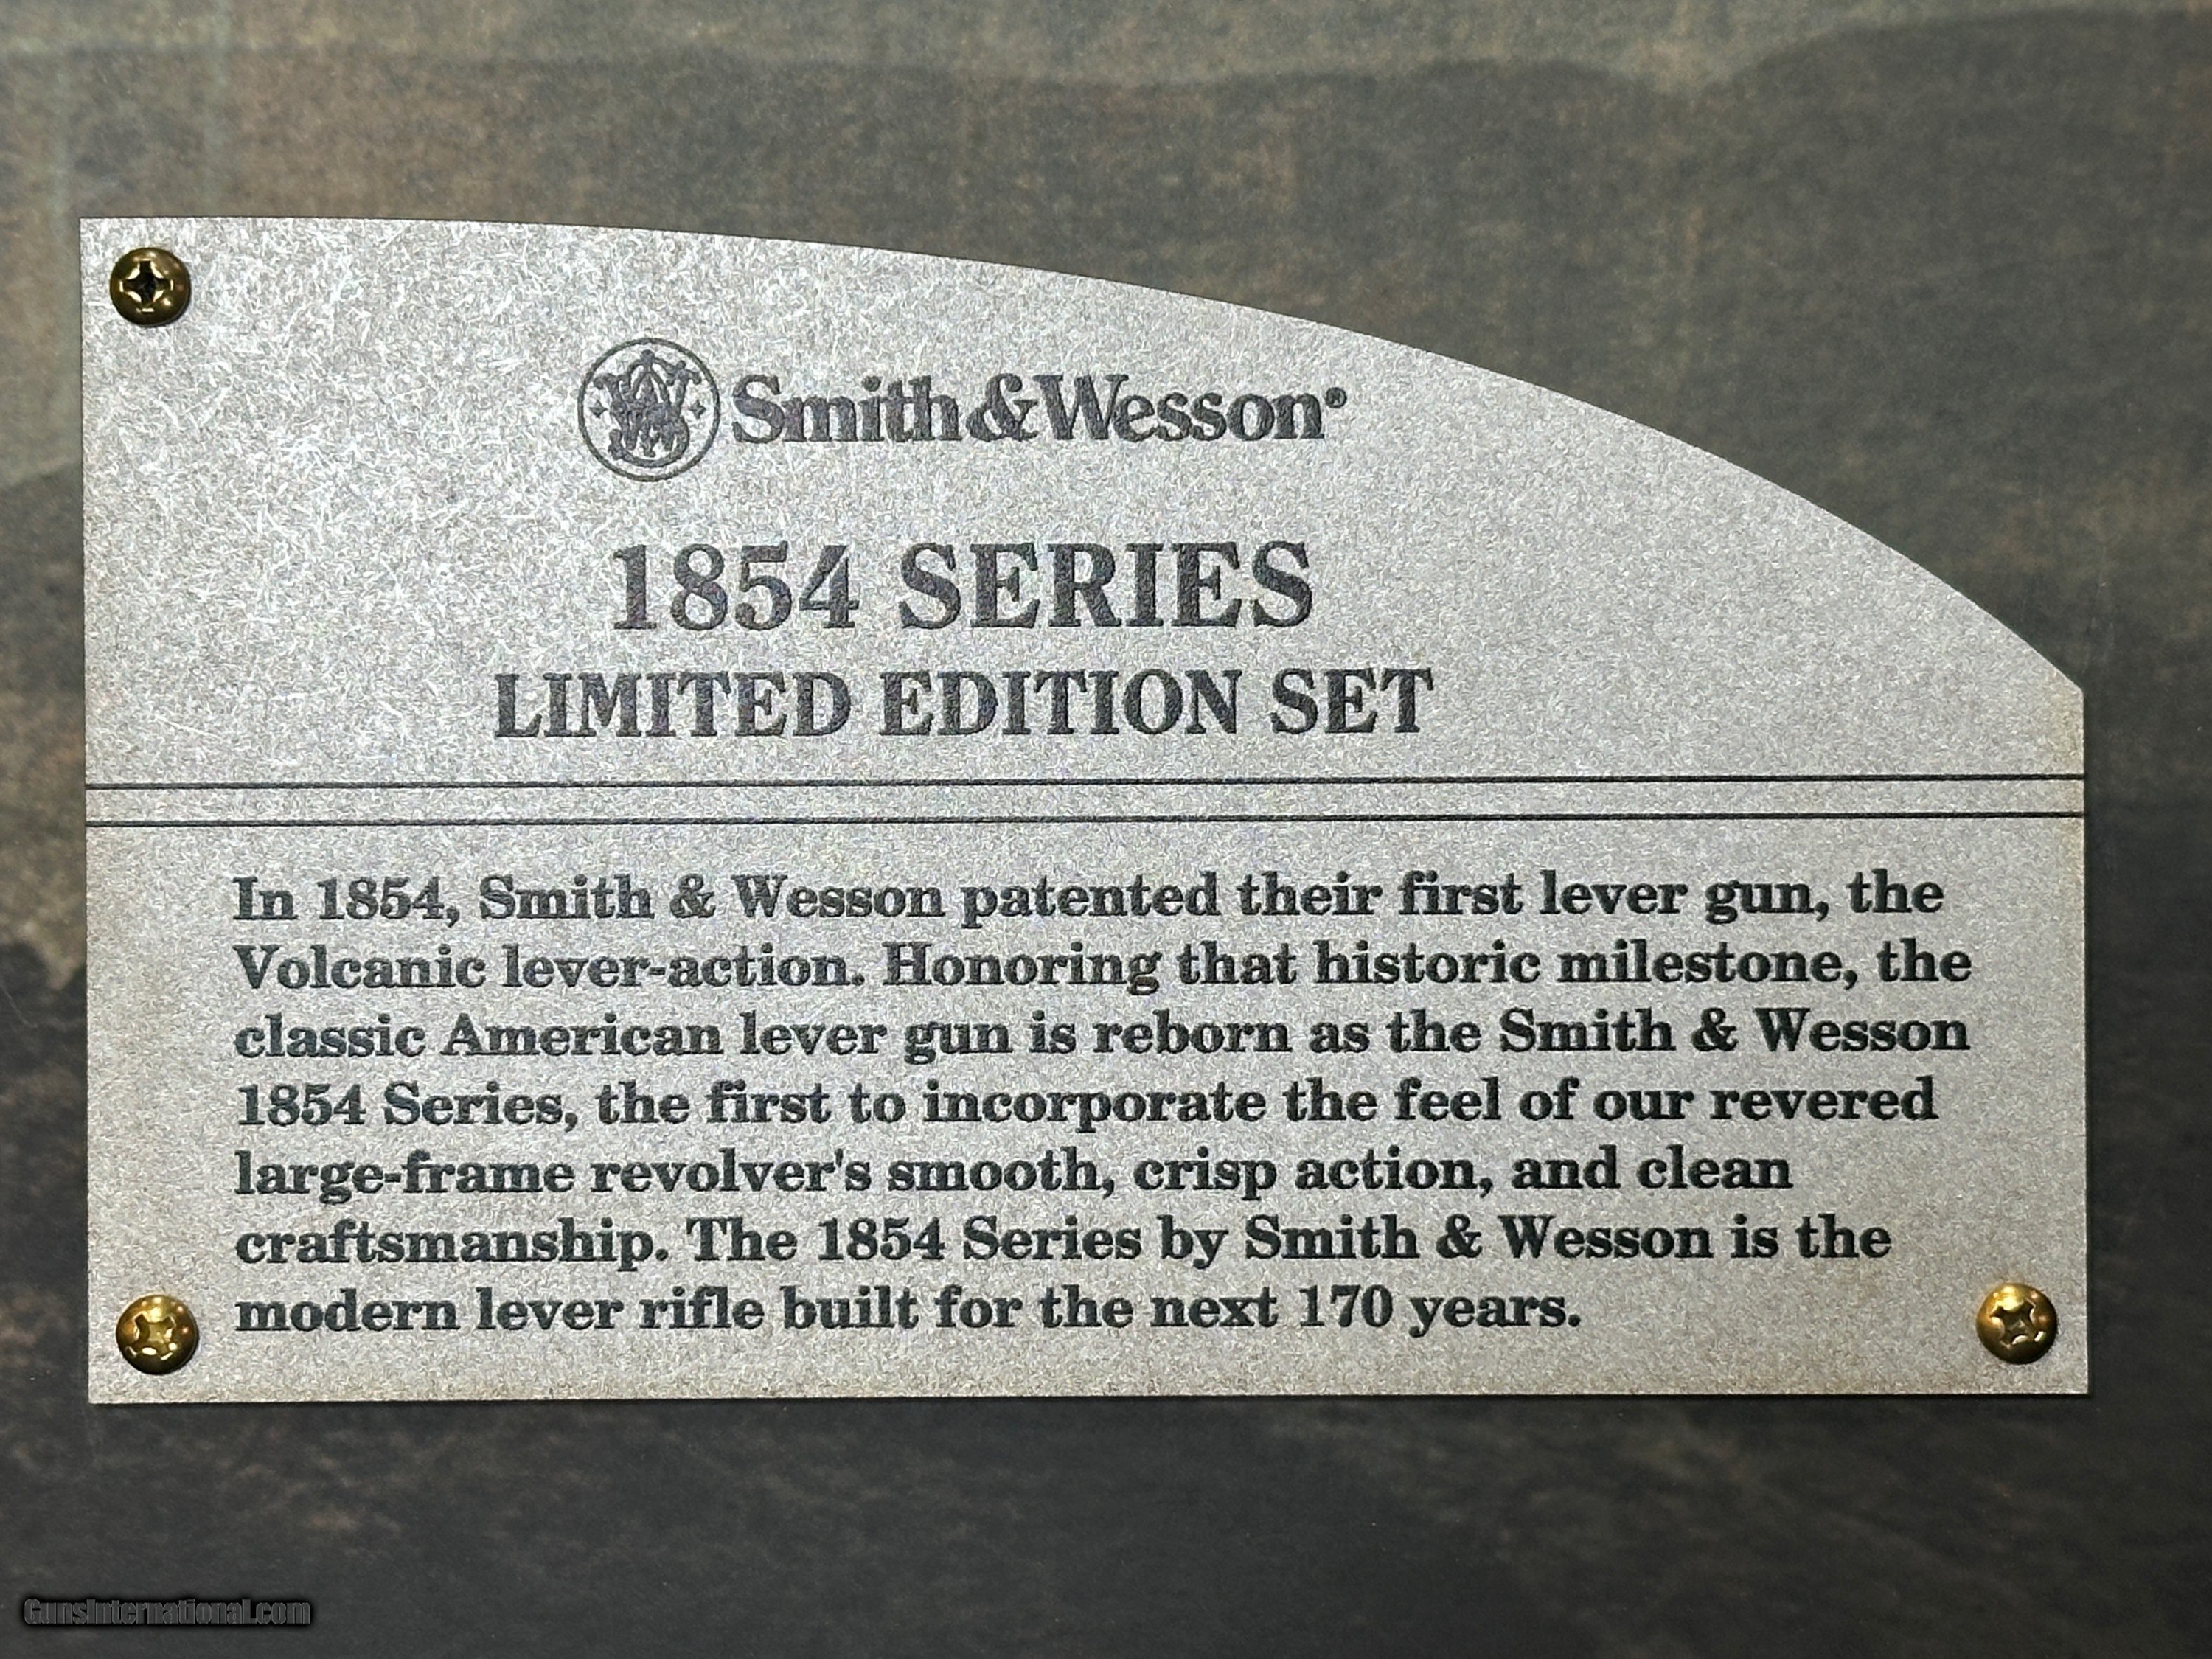 Smith&Wesson®
1854 SERIES
LIMITED EDITION SET
In 1854, Smith & Wesson patented their first lever gun, the
Volcanic lever-action. Honoring that historic milestone, the
classic American lever gun is reborn as the Smith & Wesson
1854 Series, the first to incorporate the feel of our revered
large-frame revolver's smooth, crisp action, and clean
craftsmanship. The 1854 Series by Smith & Wesson is the
modern lever rifle built for the next 170 years.
GunsInternational.com